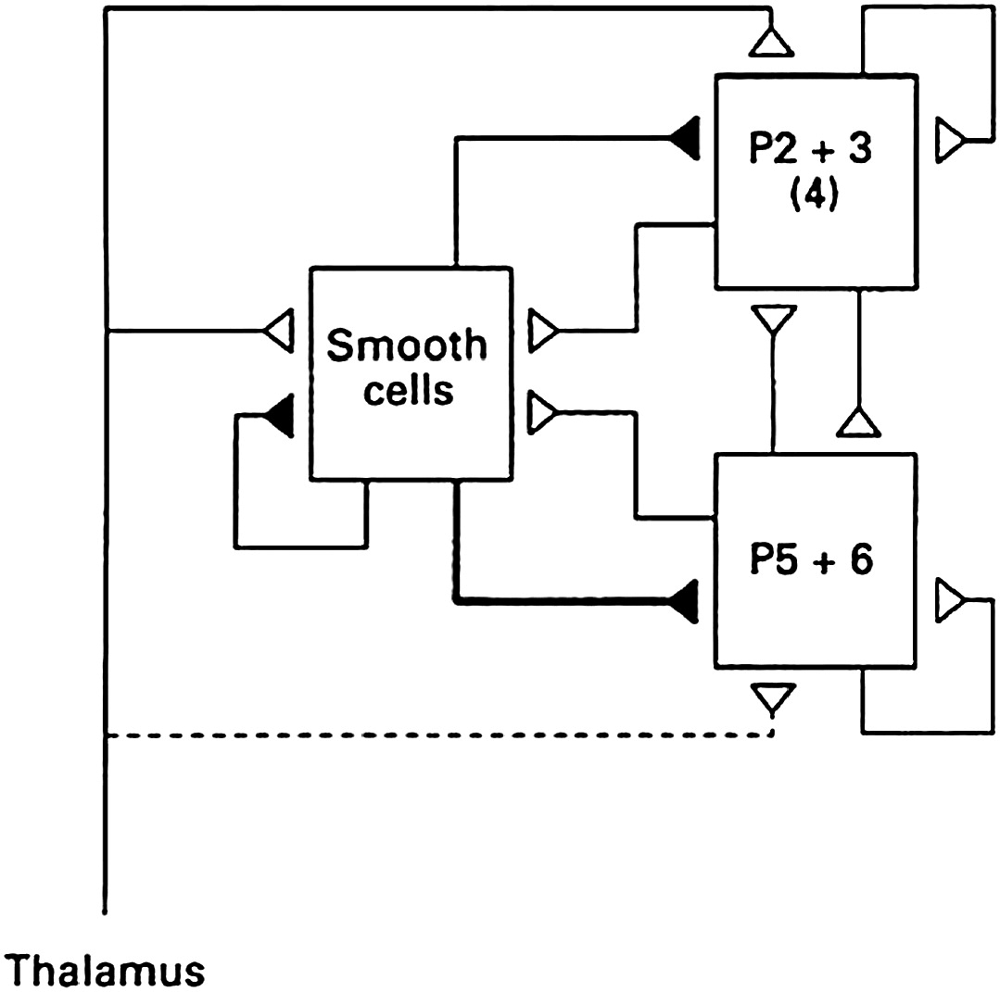 P2 + 3
(4)
Smooth
cells
P5 + 6
Thalamus